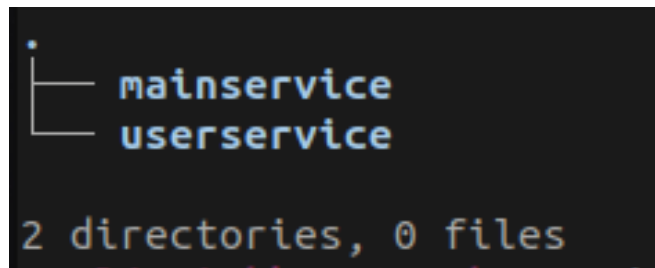 .
├── mainservice
└── userservice
2 directories, 0 files